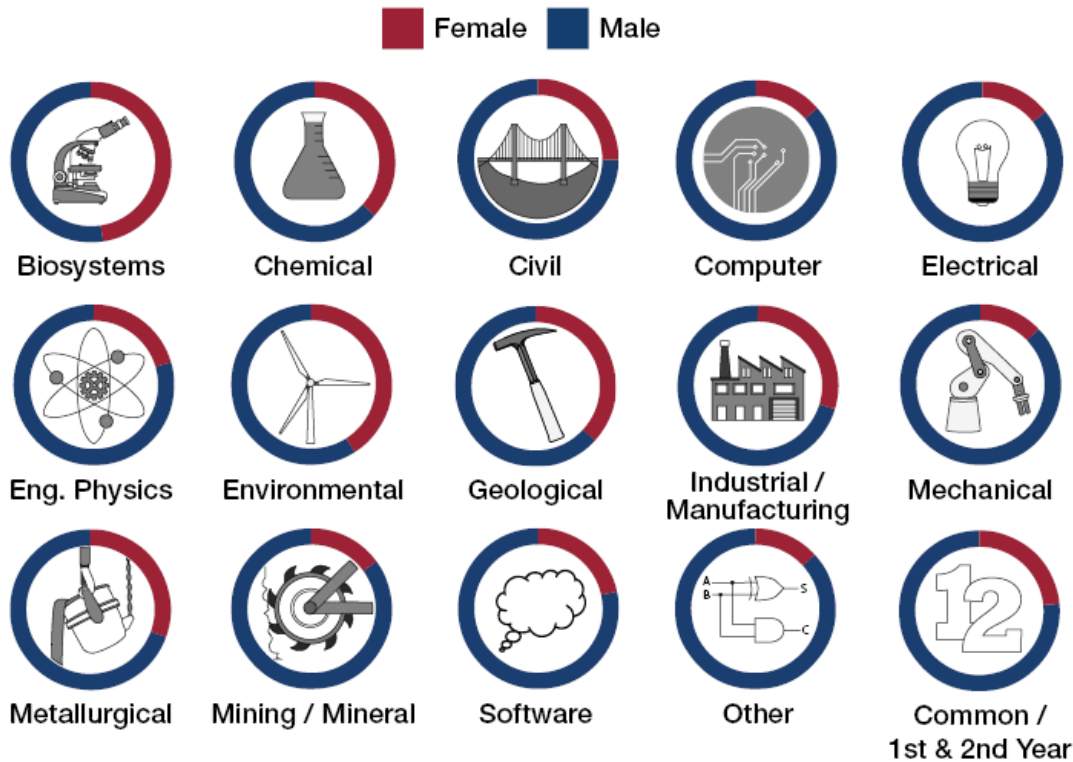 Female Male
Biosystems Chemical Civil Computer Electrical
Eng. Physics Environmental Geological Industrial / Manufacturing Mechanical
A
B
S
C
12
Metallurgical Mining / Mineral Software Other Common /
1st & 2nd Year